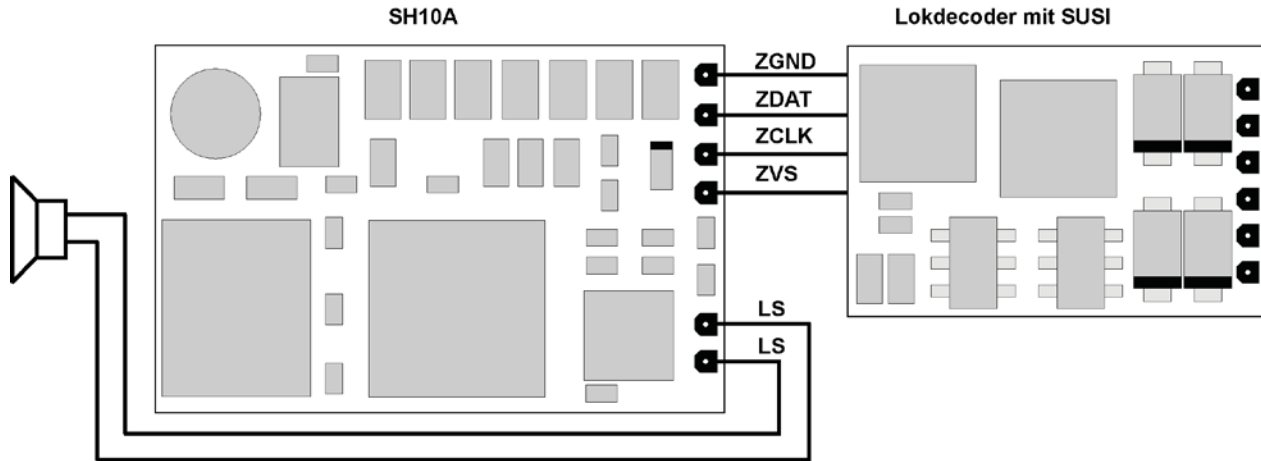 SH10A
Lokdecoder mit SUSI
ZGND
ZDAT
ZCLK
ZVS
LS
LS